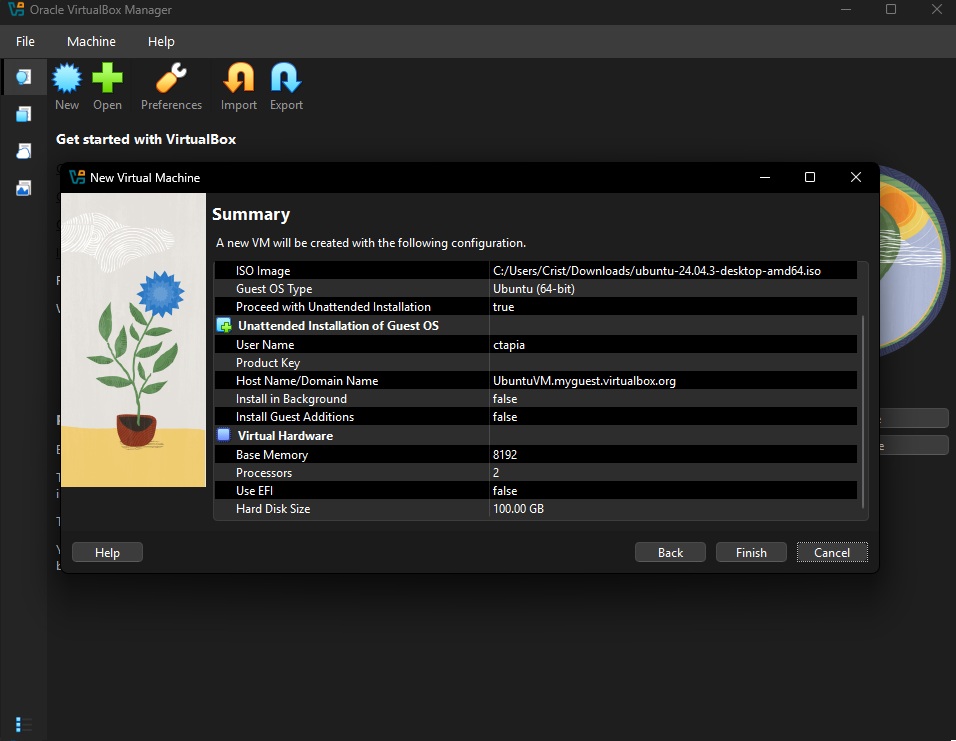 Oracle VirtualBox Manager
File Machine Help
New Open Preferences Import Export
Get started with VirtualBox
New Virtual Machine
Summary
A new VM will be created with the following configuration.
ISO Image C:/Users/Crist/Downloads/ubuntu-24.04.3-desktop-amd64.iso
Guest OS Type Ubuntu (64-bit)
Proceed with Unattended Installation true
Unattended Installation of Guest OS
User Name ctapia
Product Key
Host Name/Domain Name UbuntuVM.myguest.virtualbox.org
Install in Background false
Install Guest Additions false
Virtual Hardware
Base Memory 8192
Processors 2
Use EFI false
Hard Disk Size 100.00 GB
Help Back Finish Cancel